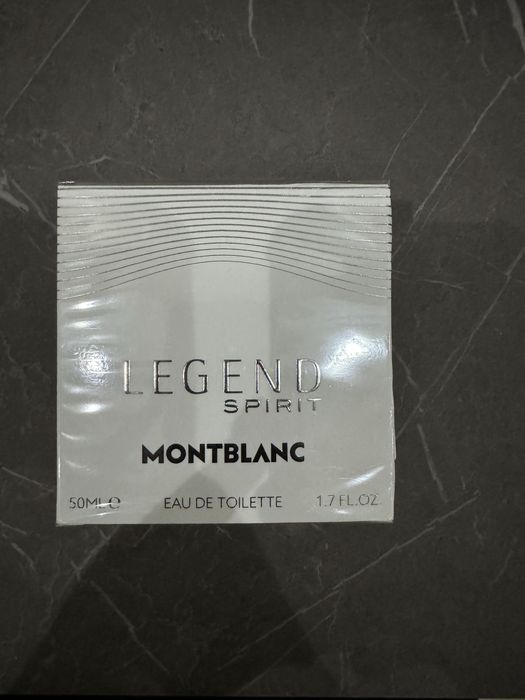 LEGEND
SPIRIT
MONTBLANC
50ML℮ EAU DE TOILETTE 1.7 FL.OZ.